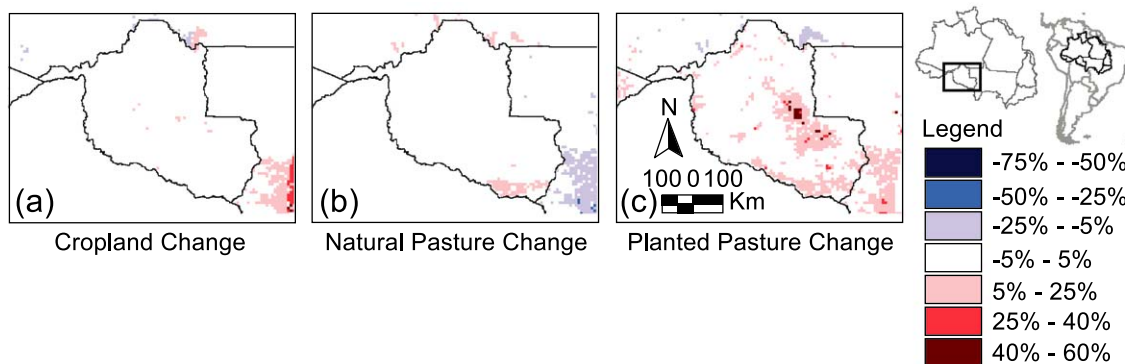 (a)
Cropland Change
(b)
Natural Pasture Change
(c)
N
100 0 100
Km
Planted Pasture Change
Legend
-75% - -50%
-50% - -25%
-25% - -5%
-5% - 5%
5% - 25%
25% - 40%
40% - 60%